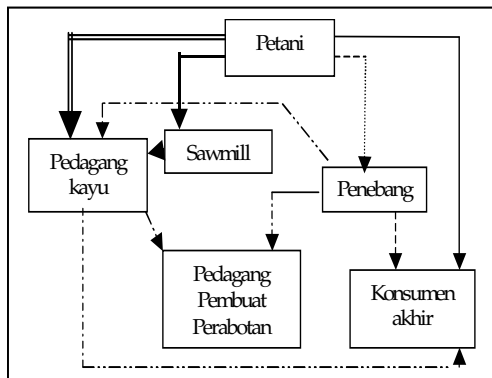 Petani
Sawmill
Pedagang
kayu
Penebang
Pedagang
Pembuat
Perabotan
Konsumen
akhir